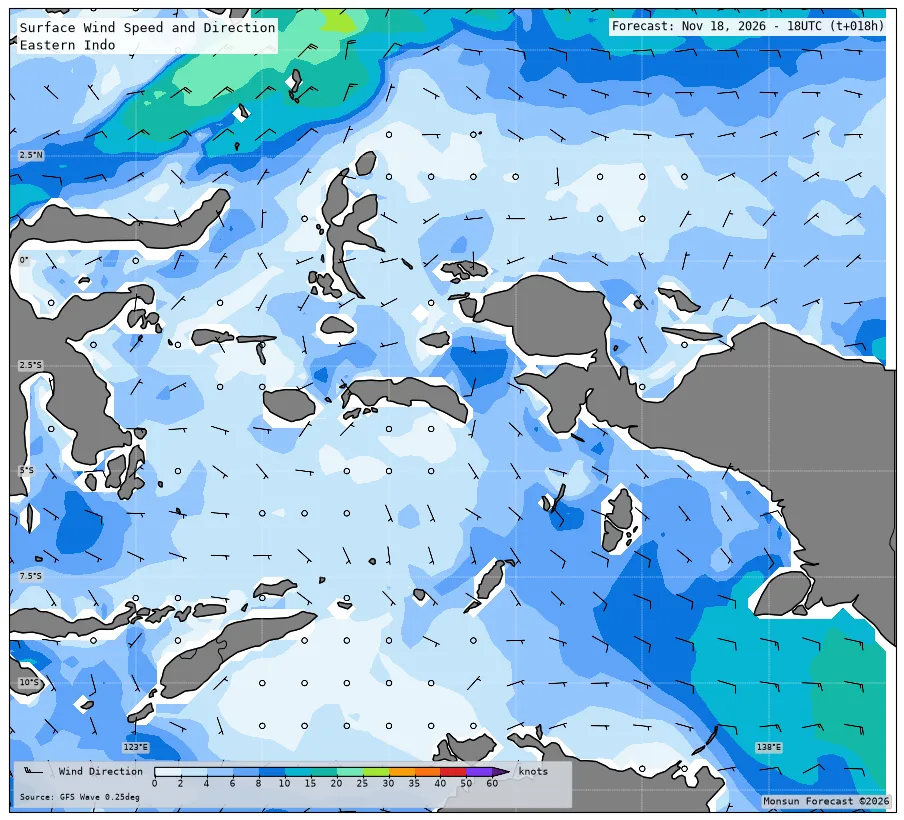 Surface Wind Speed and Direction
Eastern Indo
Forecast: Nov 18, 2026 - 18UTC (t+018h)
2.5°N
0°
2.5°S
5°S
7.5°S
10°S
123°E
138°E
Wind Direction
knots
0 2 4 6 8 10 15 20 25 30 35 40 45 50 60
Source: GFS Wave 0.25deg
Monsun Forecast ©2026